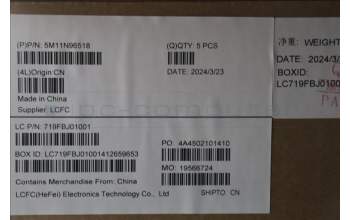 (P)P/N: 5M11N96518
(Q)QTY: 5 PCS
(4L)Origin:CN
DATE: 2024/3/23
Made in China
Supplier: LCFC
净重: WEIGHT
DATE: 2024/3/
BOXID:
LC719FBJ0100
LC P/N: 719FBJ01001
PO: 4A4502101410
BOX ID: LC719FBJ01001412659653
MO: 19566724
Contains Merchandise From: China
LCFC(HeFei) Electronics Technology Co., Ltd
SHIPTO: CN